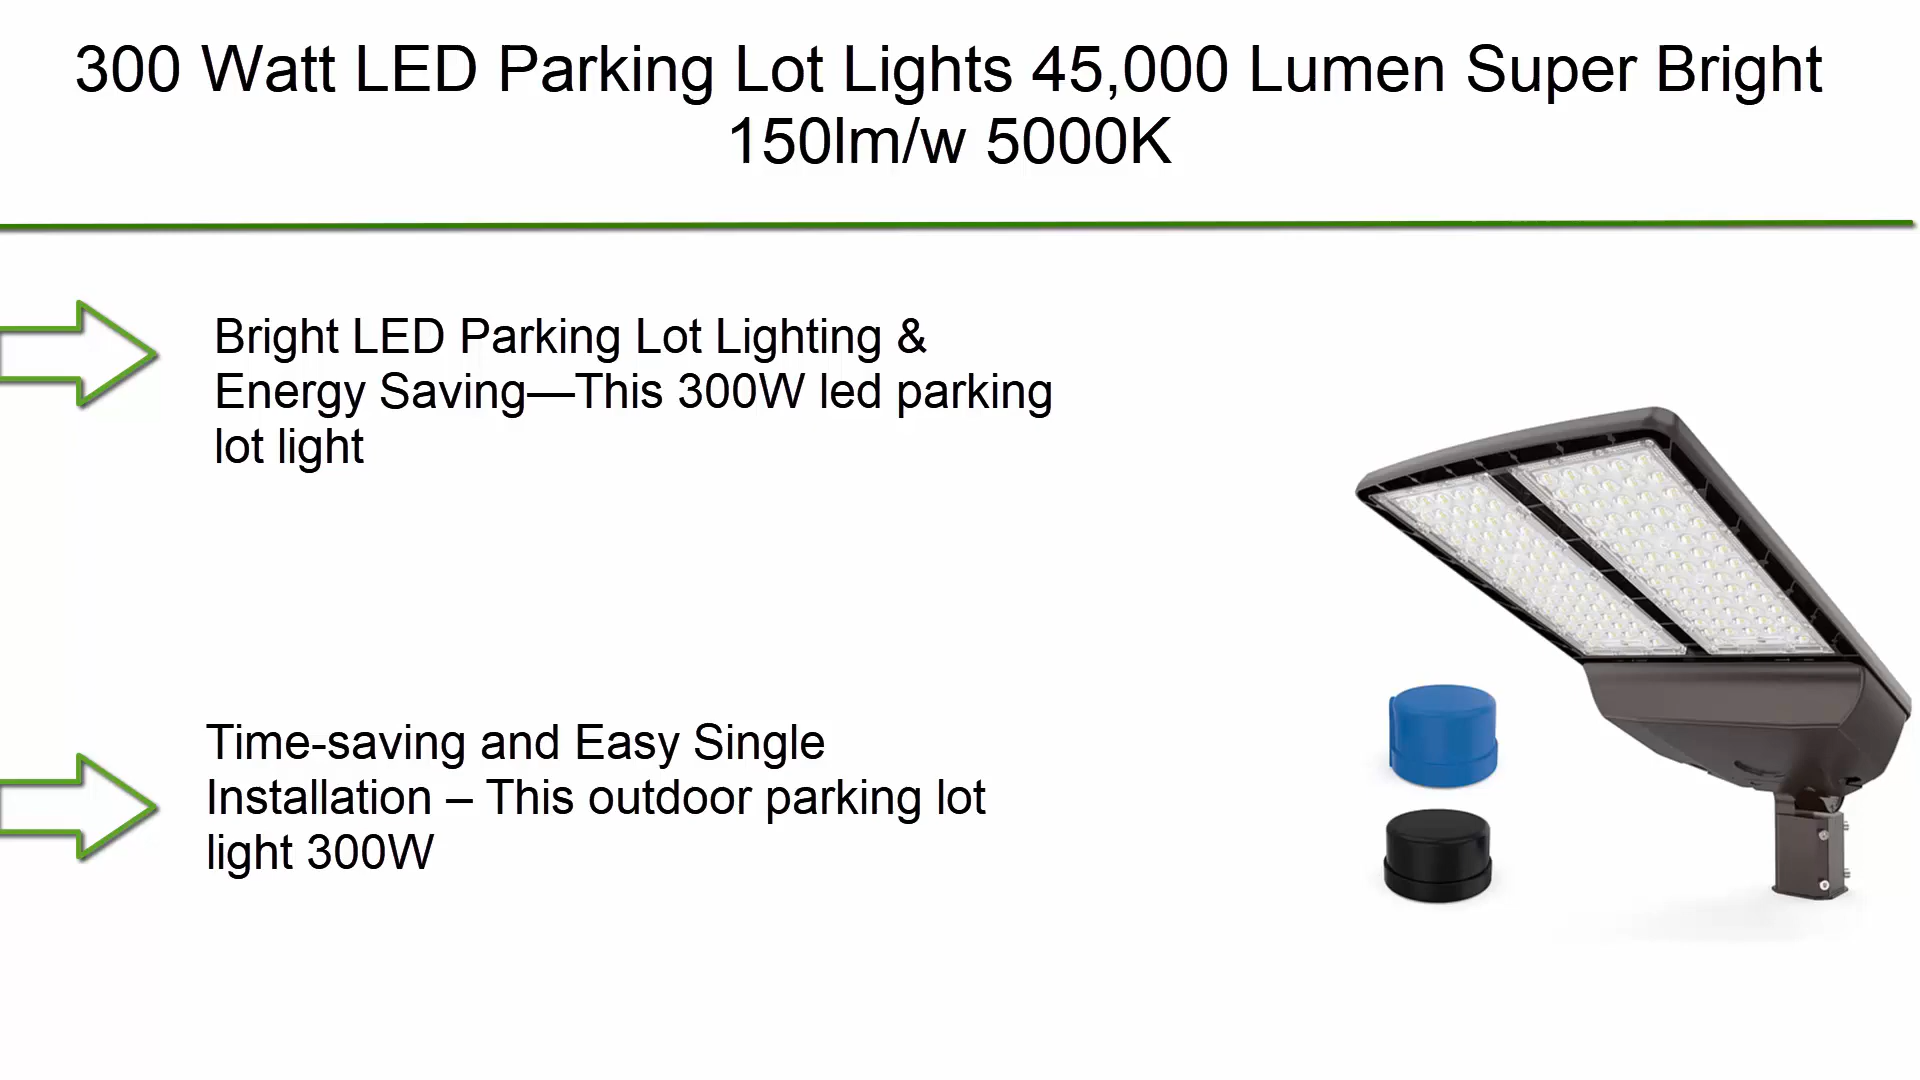 300 Watt LED Parking Lot Lights 45,000 Lumen Super Bright
150lm/w 5000K
Bright LED Parking Lot Lighting &
Energy Saving—This 300W led parking
lot light
Time-saving and Easy Single
Installation – This outdoor parking lot
light 300W